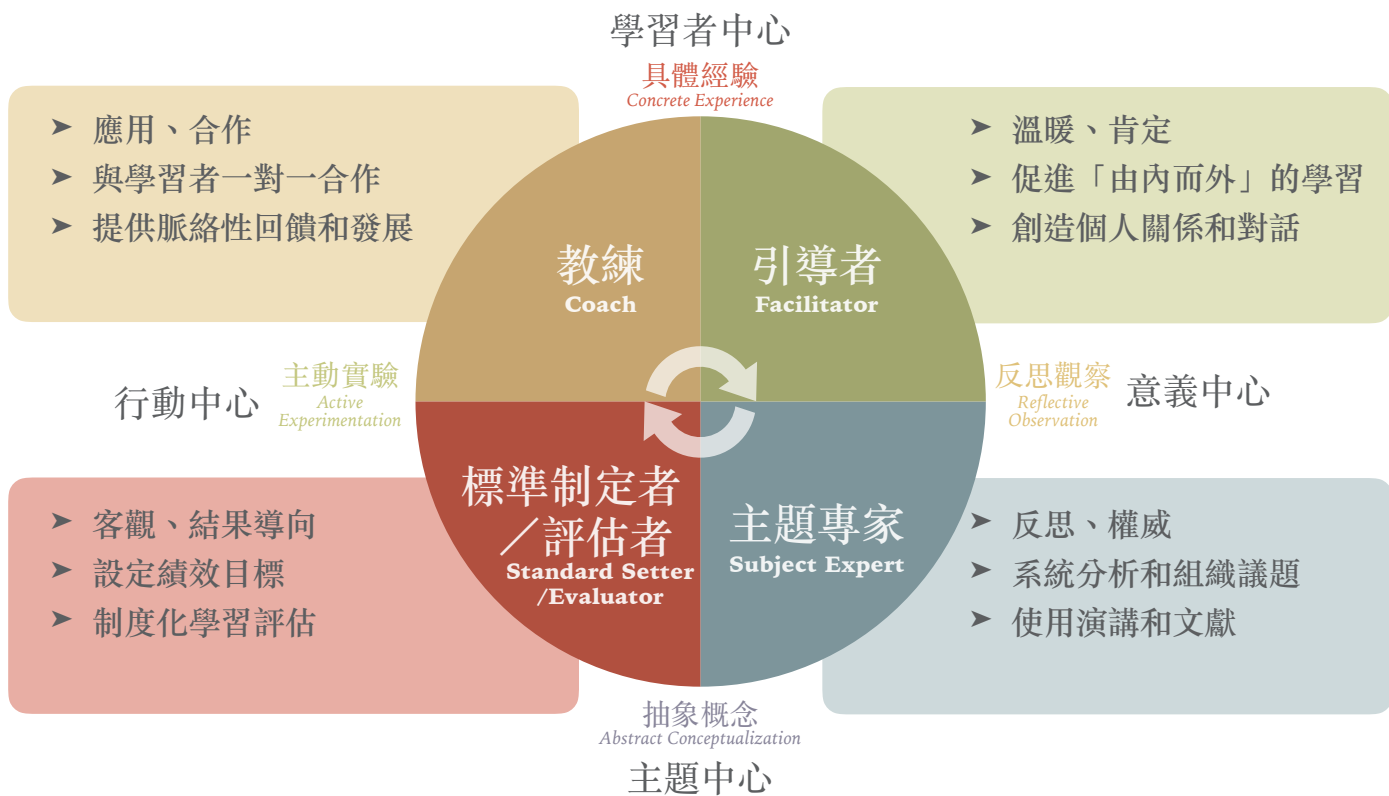 學習者中心
具體經驗
Concrete Experience
➤ 應用、合作
➤ 與學習者一對一合作
➤ 提供脈絡性回饋和發展
➤ 溫暖、肯定
➤ 促進「由內而外」的學習
➤ 創造個人關係和對話
教練
Coach
引導者
Facilitator
行動中心
主動實驗
Active
Experimentation
反思觀察
Reflective
Observation
意義中心
標準制定者
／評估者
Standard Setter
/Evaluator
主題專家
Subject Expert
➤ 客觀、結果導向
➤ 設定績效目標
➤ 制度化學習評估
➤ 反思、權威
➤ 系統分析和組織議題
➤ 使用演講和文獻
抽象概念
Abstract Conceptualization
主題中心